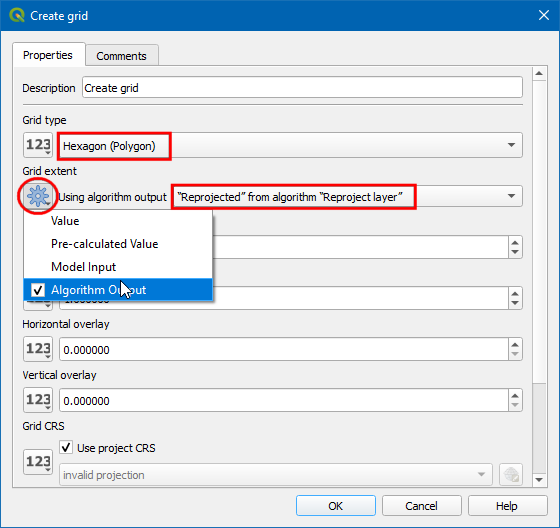 Create grid
Properties
Comments
Description
Create grid
Grid type
123
Hexagon (Polygon)
Grid extent
Using algorithm output
“Reprojected” from algorithm “Reproject layer”
Value
Pre-calculated Value
Model Input
Algorithm Output
Horizontal overlay
123
0.000000
Vertical overlay
123
0.000000
Grid CRS
123
Use project CRS
invalid projection
OK
Cancel
Help